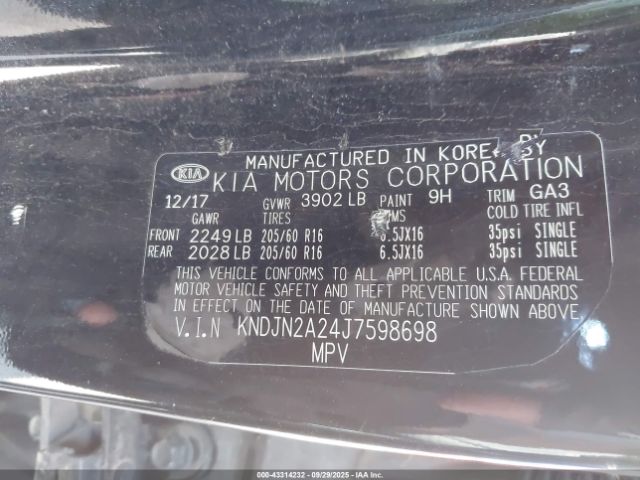 BY
MANUFACTURED IN KOREA BY
KIA KIA MOTORS CORPORATION
12/17 GVWR 3902 LB PAINT 9H TRIM GA3
GAWR TIRES COLD TIRE INFL
FRONT 2249 LB 205/60 R16 6.5JX16 35psi SINGLE
REAR 2028 LB 205/60 R16 6.5JX16 35psi SINGLE
THIS VEHICLE CONFORMS TO ALL APPLICABLE U.S.A. FEDERAL
MOTOR VEHICLE SAFETY AND THEFT PREVENTION STANDARDS
IN EFFECT ON THE DATE OF MANUFACTURE SHOWN ABOVE.
V.I.N KNDJN2A24J7598698
MPV
000-43314232 - 09/29/2025 - COPYRIGHT © IAA, LLC